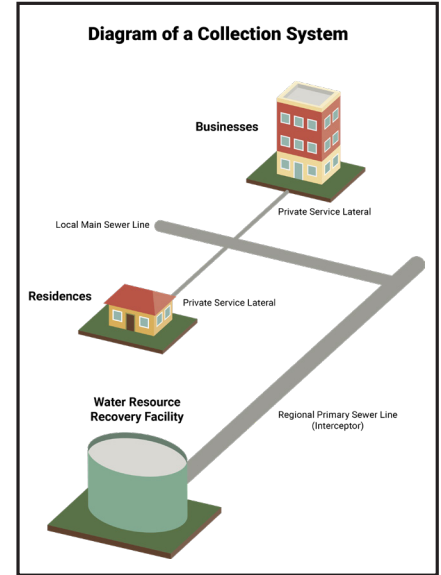 Diagram of a Collection System
Businesses
Private Service Lateral
Local Main Sewer Line
Residences
Private Service Lateral
Water Resource
Recovery Facility
Regional Primary Sewer Line
(Interceptor)